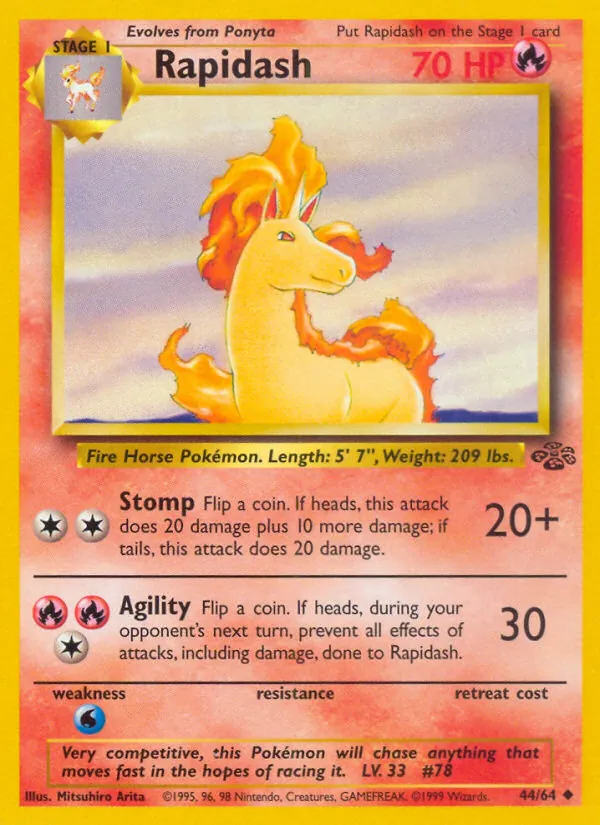 Evolves from Ponyta
Put Rapidash on the Stage 1 card
STAGE 1
Rapidash
70 HP
Fire Horse Pokémon. Length: 5' 7", Weight: 209 lbs.
Stomp Flip a coin. If heads, this attack
does 20 damage plus 10 more damage; if
tails, this attack does 20 damage.
20+
Agility Flip a coin. If heads, during your
opponent's next turn, prevent all effects of
attacks, including damage, done to Rapidash.
30
weakness
resistance
retreat cost
Very competitive, this Pokémon will chase anything that
moves fast in the hopes of racing it. LV. 33 #78
Illus. Mitsuhiro Arita ©1995, 96, 98 Nintendo, Creatures, GAMEFREAK. ©1999 Wizards. 44/64